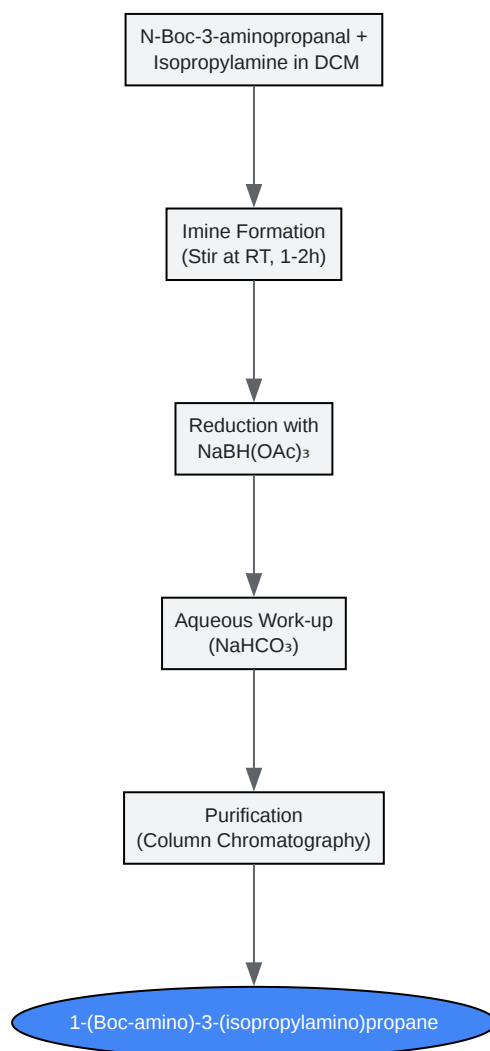 N-Boc-3-aminopropanal +
Isopropylamine in DCM
Imine Formation
(Stir at RT, 1-2h)
Reduction with
NaBH(OAc)₃
Aqueous Work-up
(NaHCO₃)
Purification
(Column Chromatography)
1-(Boc-amino)-3-(isopropylamino)propane